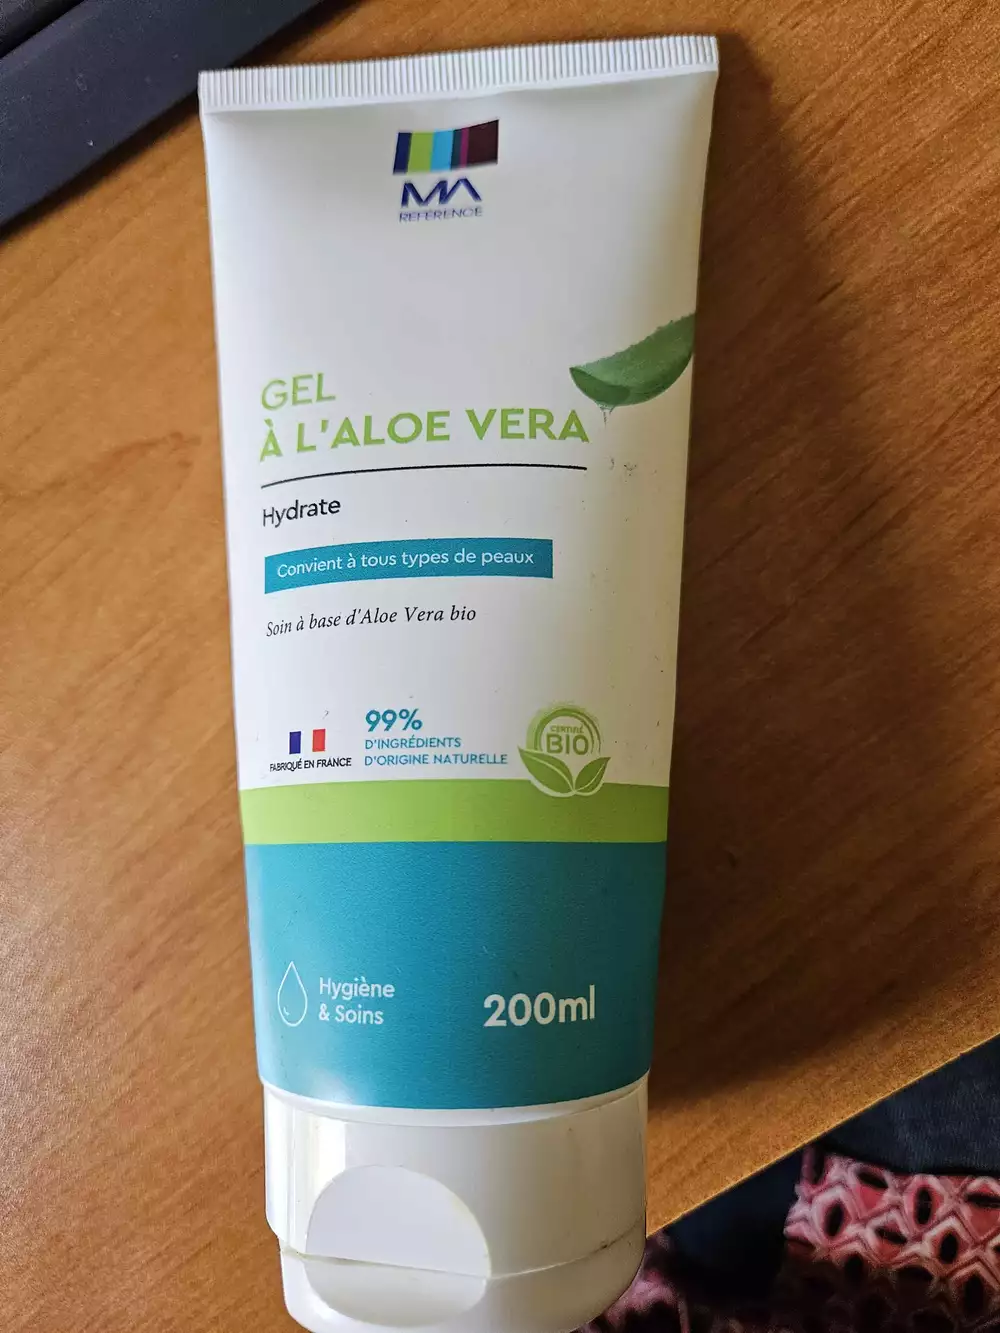 MA
RÉFÉRENCE
GEL
À L'ALOE VERA
Hydrate
Convient à tous types de peaux
Soin à base d'Aloe Vera bio
FABRIQUÉ EN FRANCE
99%
D'INGRÉDIENTS
D'ORIGINE NATURELLE
CERTIFIÉ
BIO
Hygiène
& Soins
200ml